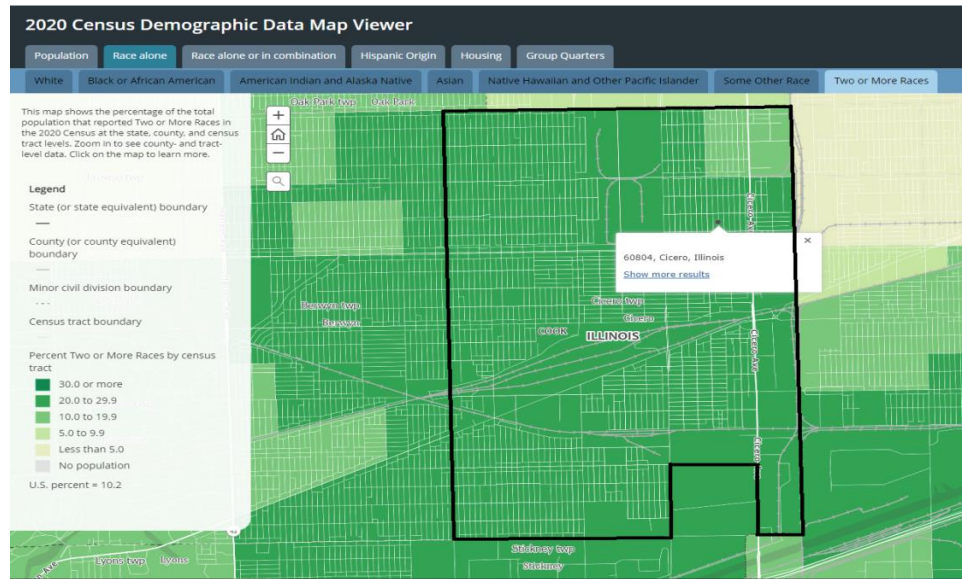 2020 Census Demographic Data Map Viewer
Population
Race alone
Race alone or in combination
Hispanic Origin
Housing
Group Quarters
White
Black or African American
American Indian and Alaska Native
Asian
Native Hawaiian and Other Pacific Islander
Some Other Race
Two or More Races
This map shows the percentage of the total
population that reported Two or More Races in
the 2020 Census at the state, county, and census
tract levels. Zoom in to see county- and tract-
level data. Click on the map to learn more.
Legend
State (or state equivalent) boundary
County (or county equivalent)
boundary
Minor civil division boundary
Census tract boundary
Percent Two or More Races by census
tract
30.0 or more
20.0 to 29.9
10.0 to 19.9
5.0 to 9.9
Less than 5.0
No population
U.S. percent = 10.2
Oak Park twp
Oak Park
Cicero Ave
60804, Cicero, Illinois
Show more results
Berwyn twp
Berwyn
Cicero twp
Cicero
COOK
ILLINOIS
Cicero Ave
Cicero
Stickney twp
Stickney
Lyons twp
Lyons